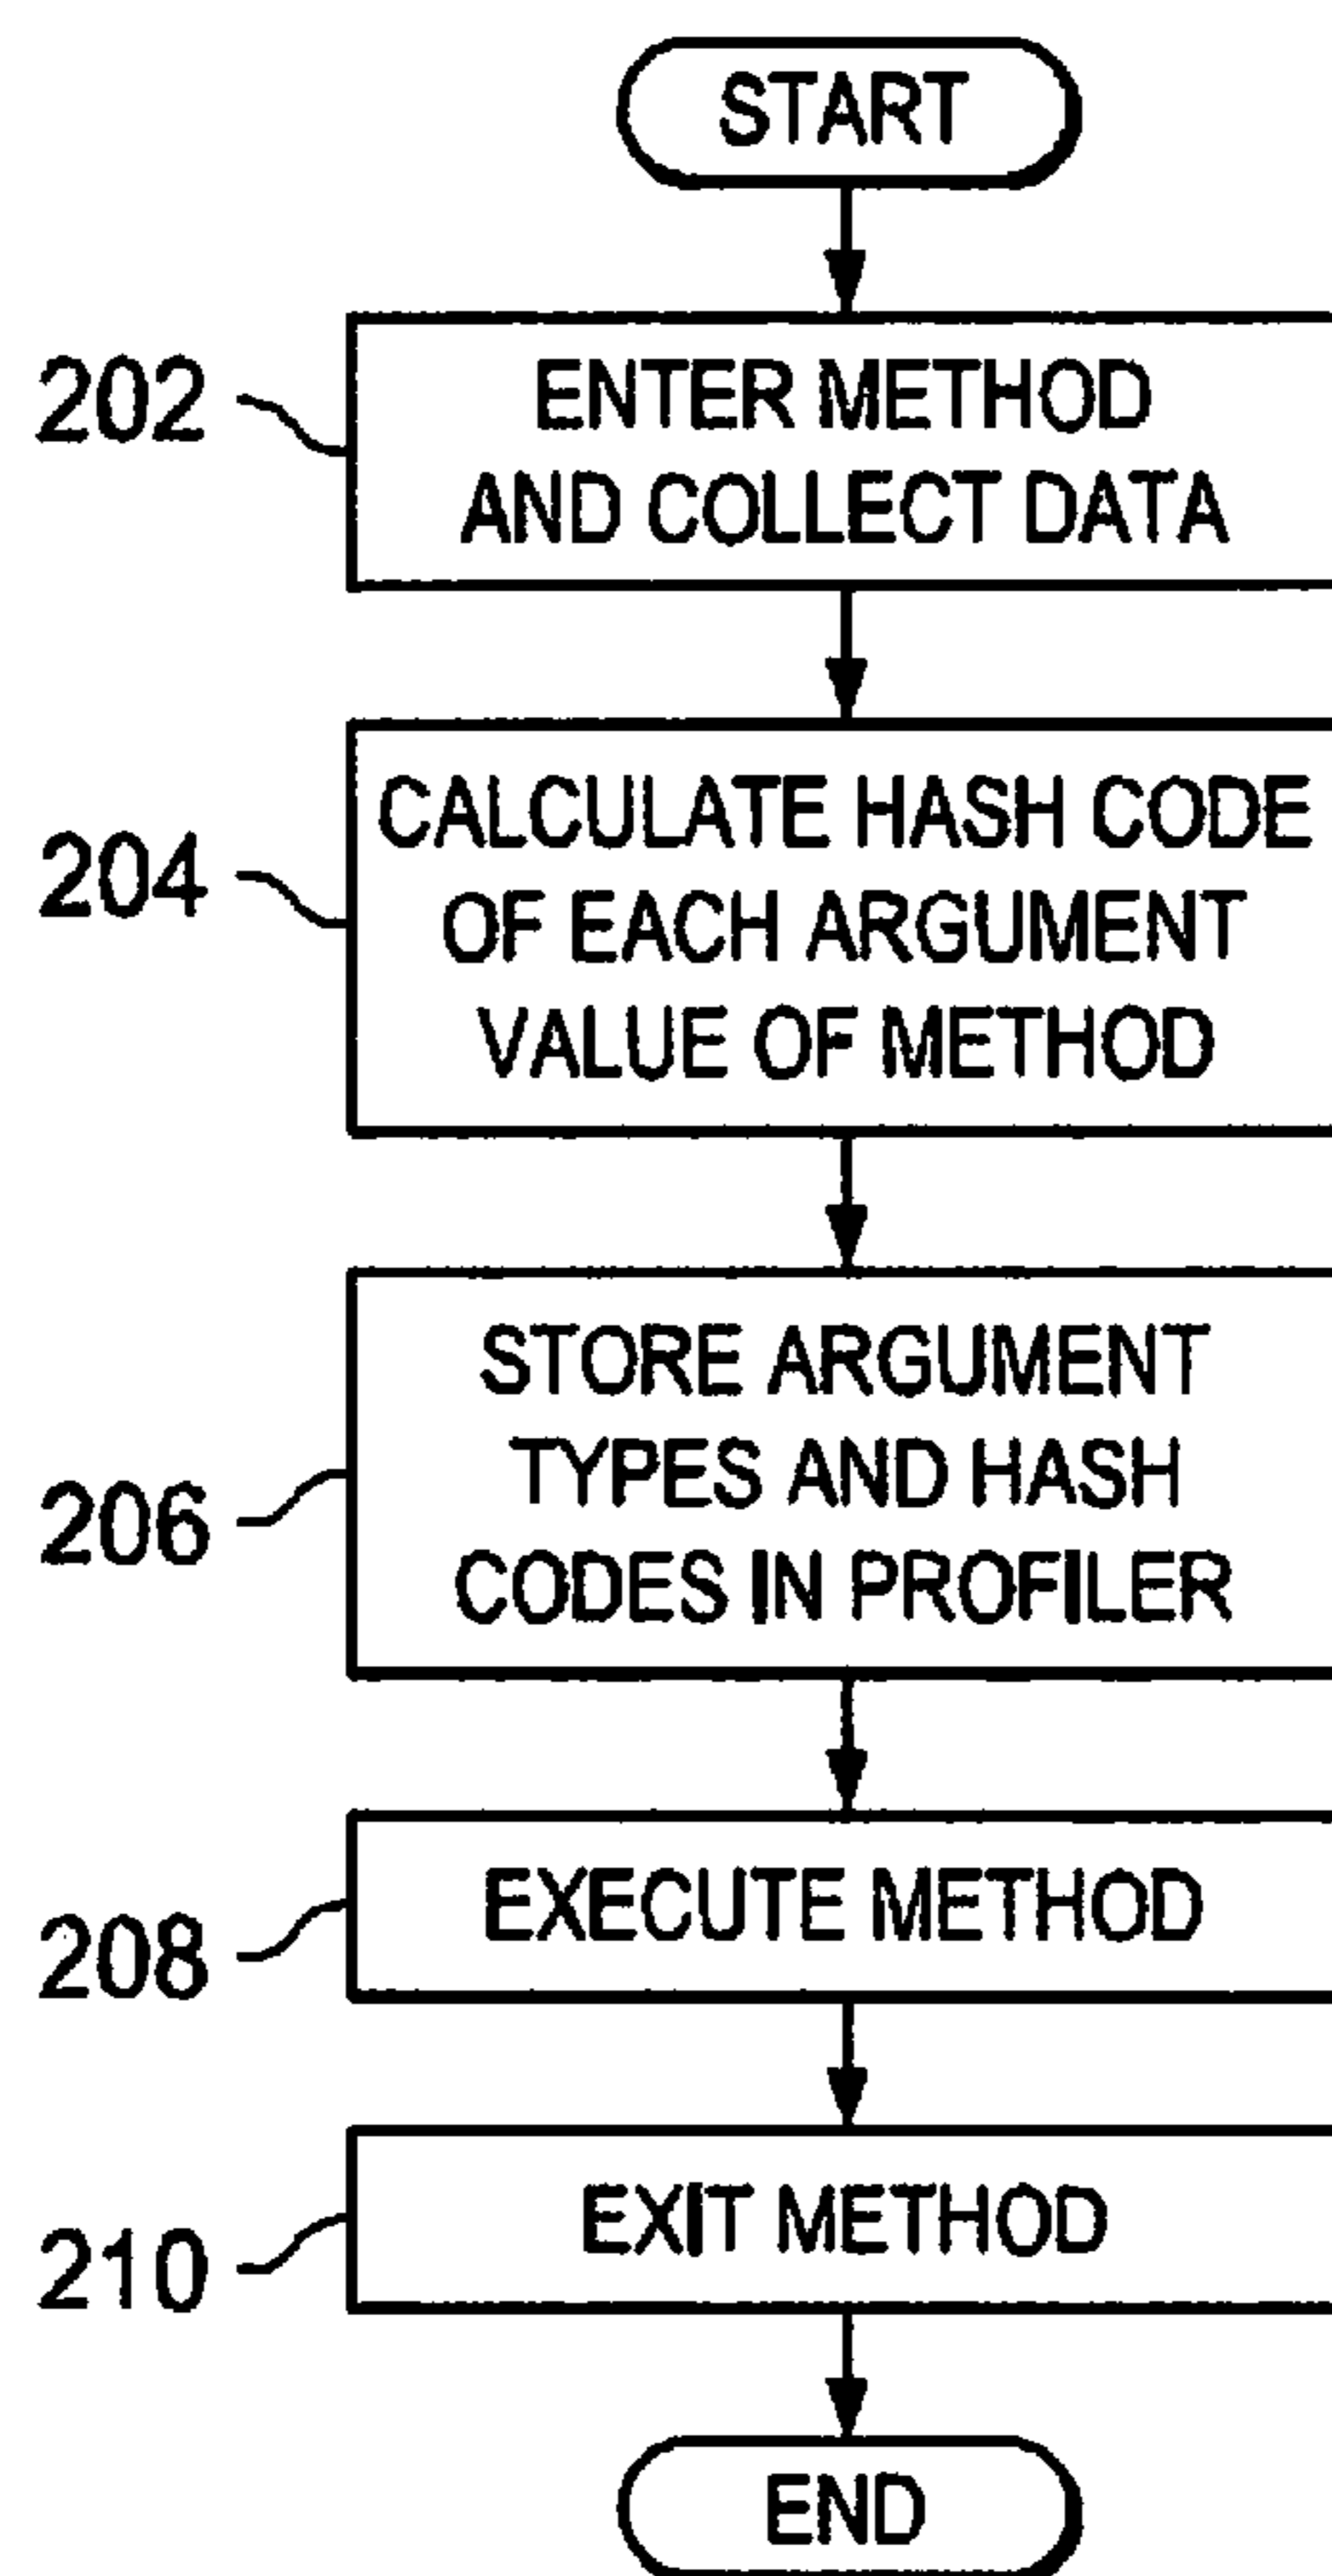 START
202
ENTER METHOD
AND COLLECT DATA
204
CALCULATE HASH CODE
OF EACH ARGUMENT
VALUE OF METHOD
206
STORE ARGUMENT
TYPES AND HASH
CODES IN PROFILER
208
EXECUTE METHOD
210
EXIT METHOD
END